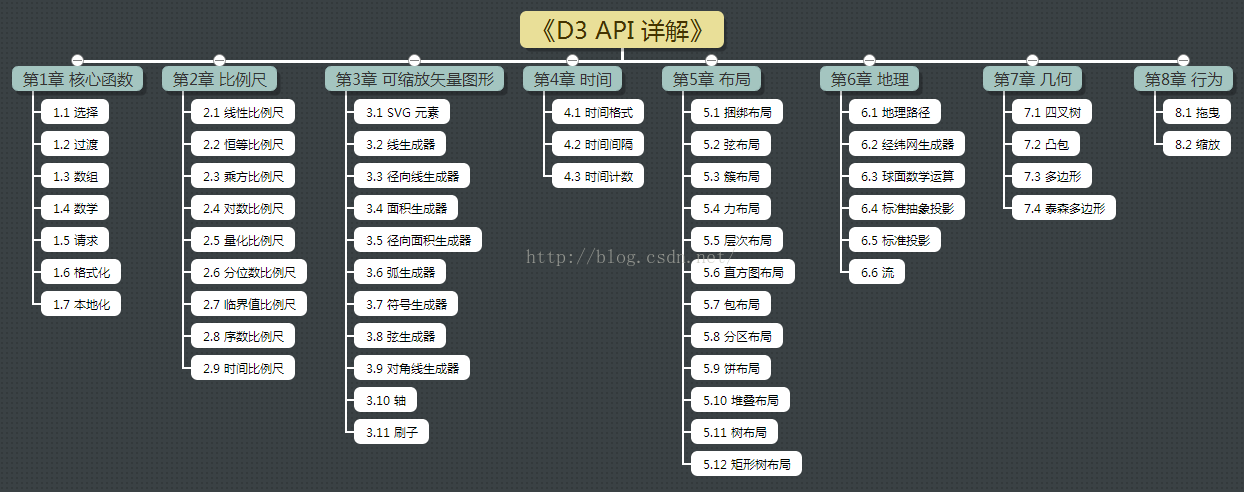 《D3 API 详解》
第1章 核心函数
1.1 选择
1.2 过渡
1.3 数组
1.4 数学
1.5 请求
1.6 格式化
1.7 本地化
第2章 比例尺
2.1 线性比例尺
2.2 恒等比例尺
2.3 乘方比例尺
2.4 对数比例尺
2.5 量化比例尺
2.6 分位数比例尺
2.7 临界值比例尺
2.8 序数比例尺
2.9 时间比例尺
第3章 可缩放矢量图形
3.1 SVG 元素
3.2 线生成器
3.3 径向线生成器
3.4 面积生成器
3.5 径向面积生成器
3.6 弧生成器
3.7 符号生成器
3.8 弦生成器
3.9 对角线生成器
3.10 轴
3.11 刷子
第4章 时间
4.1 时间格式
4.2 时间间隔
4.3 时间计数
第5章 布局
5.1 捆绑布局
5.2 弦布局
5.3 簇布局
5.4 力布局
5.5 层次布局
5.6 直方图布局
5.7 包布局
5.8 分区布局
5.9 饼布局
5.10 堆叠布局
5.11 树布局
5.12 矩形树布局
第6章 地理
6.1 地理路径
6.2 经纬网生成器
6.3 球面数学运算
6.4 标准抽象投影
6.5 标准投影
6.6 流
第7章 几何
7.1 四叉树
7.2 凸包
7.3 多边形
7.4 泰森多边形
第8章 行为
8.1 拖曳
8.2 缩放
http://blog.csdn.net/